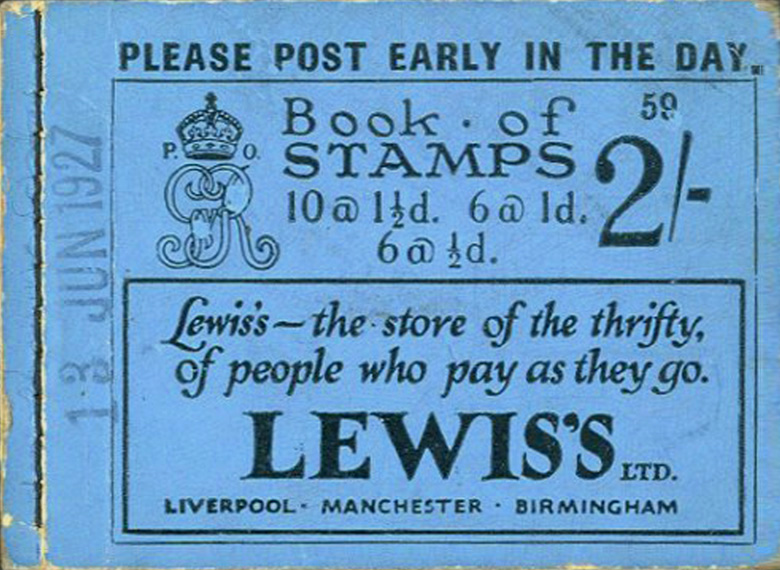 PLEASE POST EARLY IN THE DAY.
P. O.
GR
Book · of
STAMPS
10 @ 1½d. 6 @ 1d.
6 @ ½d.
59
2/-
13 JUN 1927
Lewis's — the store of the thrifty,
of people who pay as they go.
LEWIS'S LTD.
LIVERPOOL · MANCHESTER · BIRMINGHAM